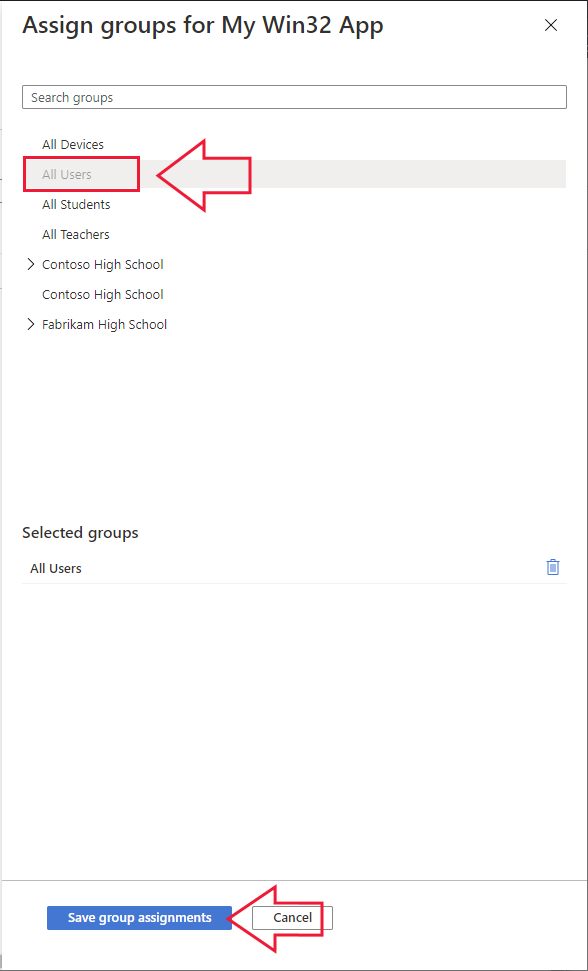 Assign groups for My Win32 App
Search groups
All Devices
All Users
All Students
All Teachers
Contoso High School
Contoso High School
Fabrikam High School
Selected groups
All Users
Save group assignments
Cancel